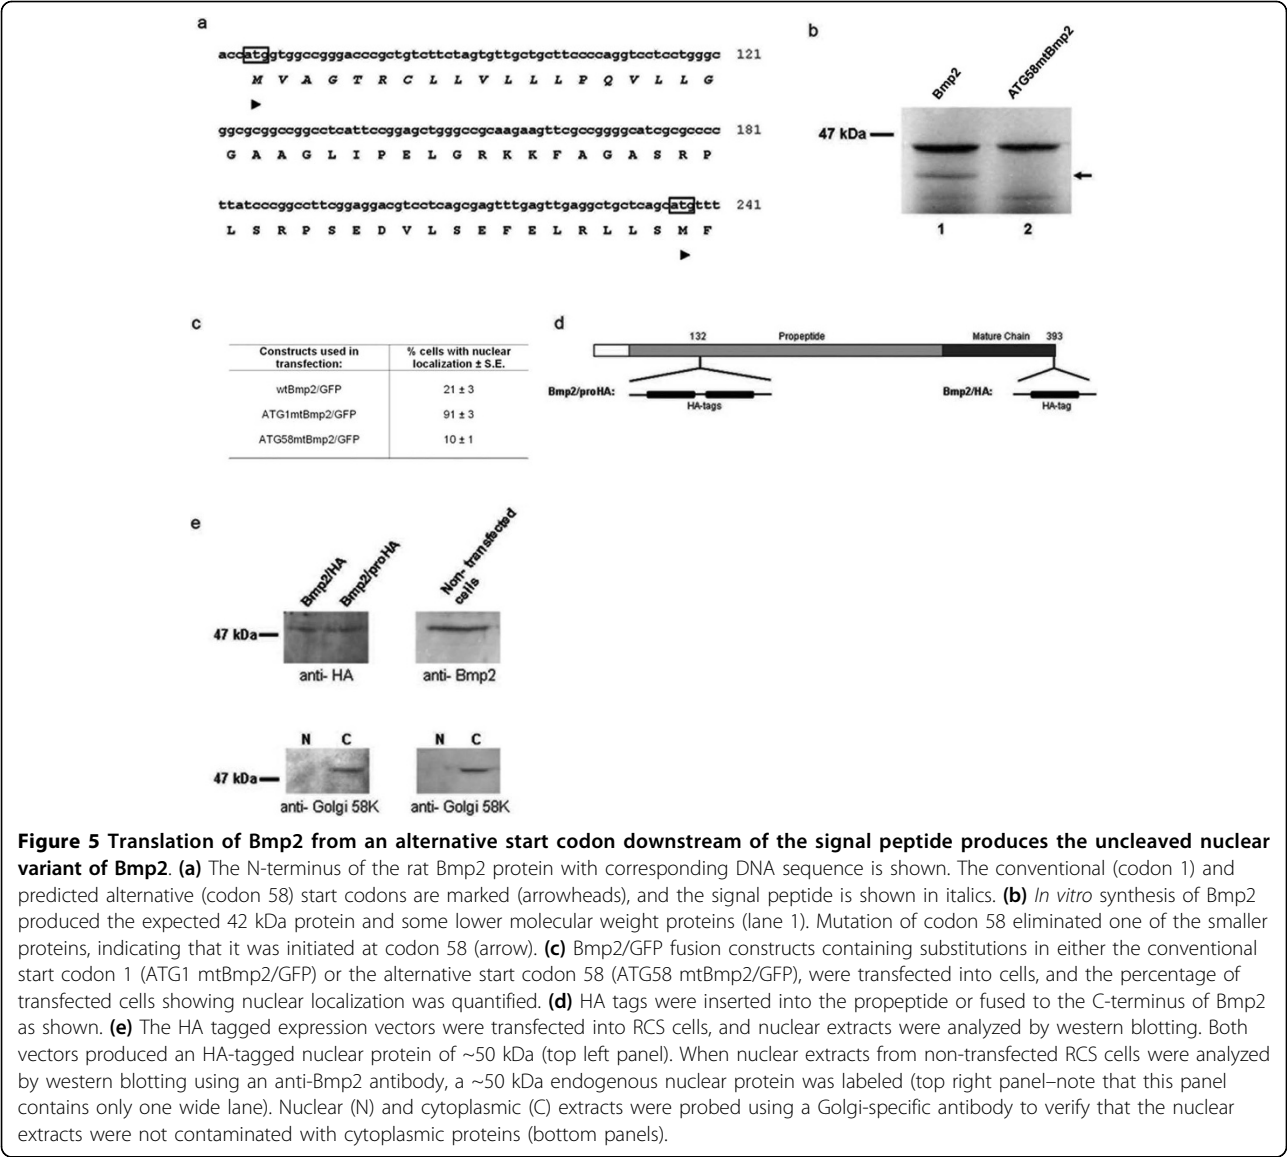 a
accatggtggccgggacccgctgtcttctagtgttgctgcttccccaggtcctcctgggc 121
M V A G T R C L L V L L L P Q V L L G
ggcgcggccggcctcattccggagctgggccgcaagaagttcgccggggcatcgcgcccc 181
G A A G L I P E L G R K K F A G A S R P
ttatcccggccttcggaggacgtcctcagcgagtttgagttgaggctgctcagcatgttt 241
L S R P S E D V L S E F E L R L L S M F
b
Bmp2 ATG58mtBmp2
47 kDa
1 2
c
Constructs used in transfection: % cells with nuclear localization ± S.E.
wtBmp2/GFP 21 ± 3
ATG1mtBmp2/GFP 91 ± 3
ATG58mtBmp2/GFP 10 ± 1
d
132 Propeptide Mature Chain 393
Bmp2/proHA: Bmp2/HA:
HA-tags HA-tag
e
Bmp2/HA Bmp2/proHA Non- transfected cells
47 kDa
anti- HA anti- Bmp2
N C N C
47 kDa
anti- Golgi 58K anti- Golgi 58K
Figure 5 Translation of Bmp2 from an alternative start codon downstream of the signal peptide produces the uncleaved nuclear
variant of Bmp2. (a) The N-terminus of the rat Bmp2 protein with corresponding DNA sequence is shown. The conventional (codon 1) and
predicted alternative (codon 58) start codons are marked (arrowheads), and the signal peptide is shown in italics. (b) In vitro synthesis of Bmp2
produced the expected 42 kDa protein and some lower molecular weight proteins (lane 1). Mutation of codon 58 eliminated one of the smaller
proteins, indicating that it was initiated at codon 58 (arrow). (c) Bmp2/GFP fusion constructs containing substitutions in either the conventional
start codon 1 (ATG1 mtBmp2/GFP) or the alternative start codon 58 (ATG58 mtBmp2/GFP), were transfected into cells, and the percentage of
transfected cells showing nuclear localization was quantified. (d) HA tags were inserted into the propeptide or fused to the C-terminus of Bmp2
as shown. (e) The HA tagged expression vectors were transfected into RCS cells, and nuclear extracts were analyzed by western blotting. Both
vectors produced an HA-tagged nuclear protein of ~50 kDa (top left panel). When nuclear extracts from non-transfected RCS cells were analyzed
by western blotting using an anti-Bmp2 antibody, a ~50 kDa endogenous nuclear protein was labeled (top right panel–note that this panel
contains only one wide lane). Nuclear (N) and cytoplasmic (C) extracts were probed using a Golgi-specific antibody to verify that the nuclear
extracts were not contaminated with cytoplasmic proteins (bottom panels).